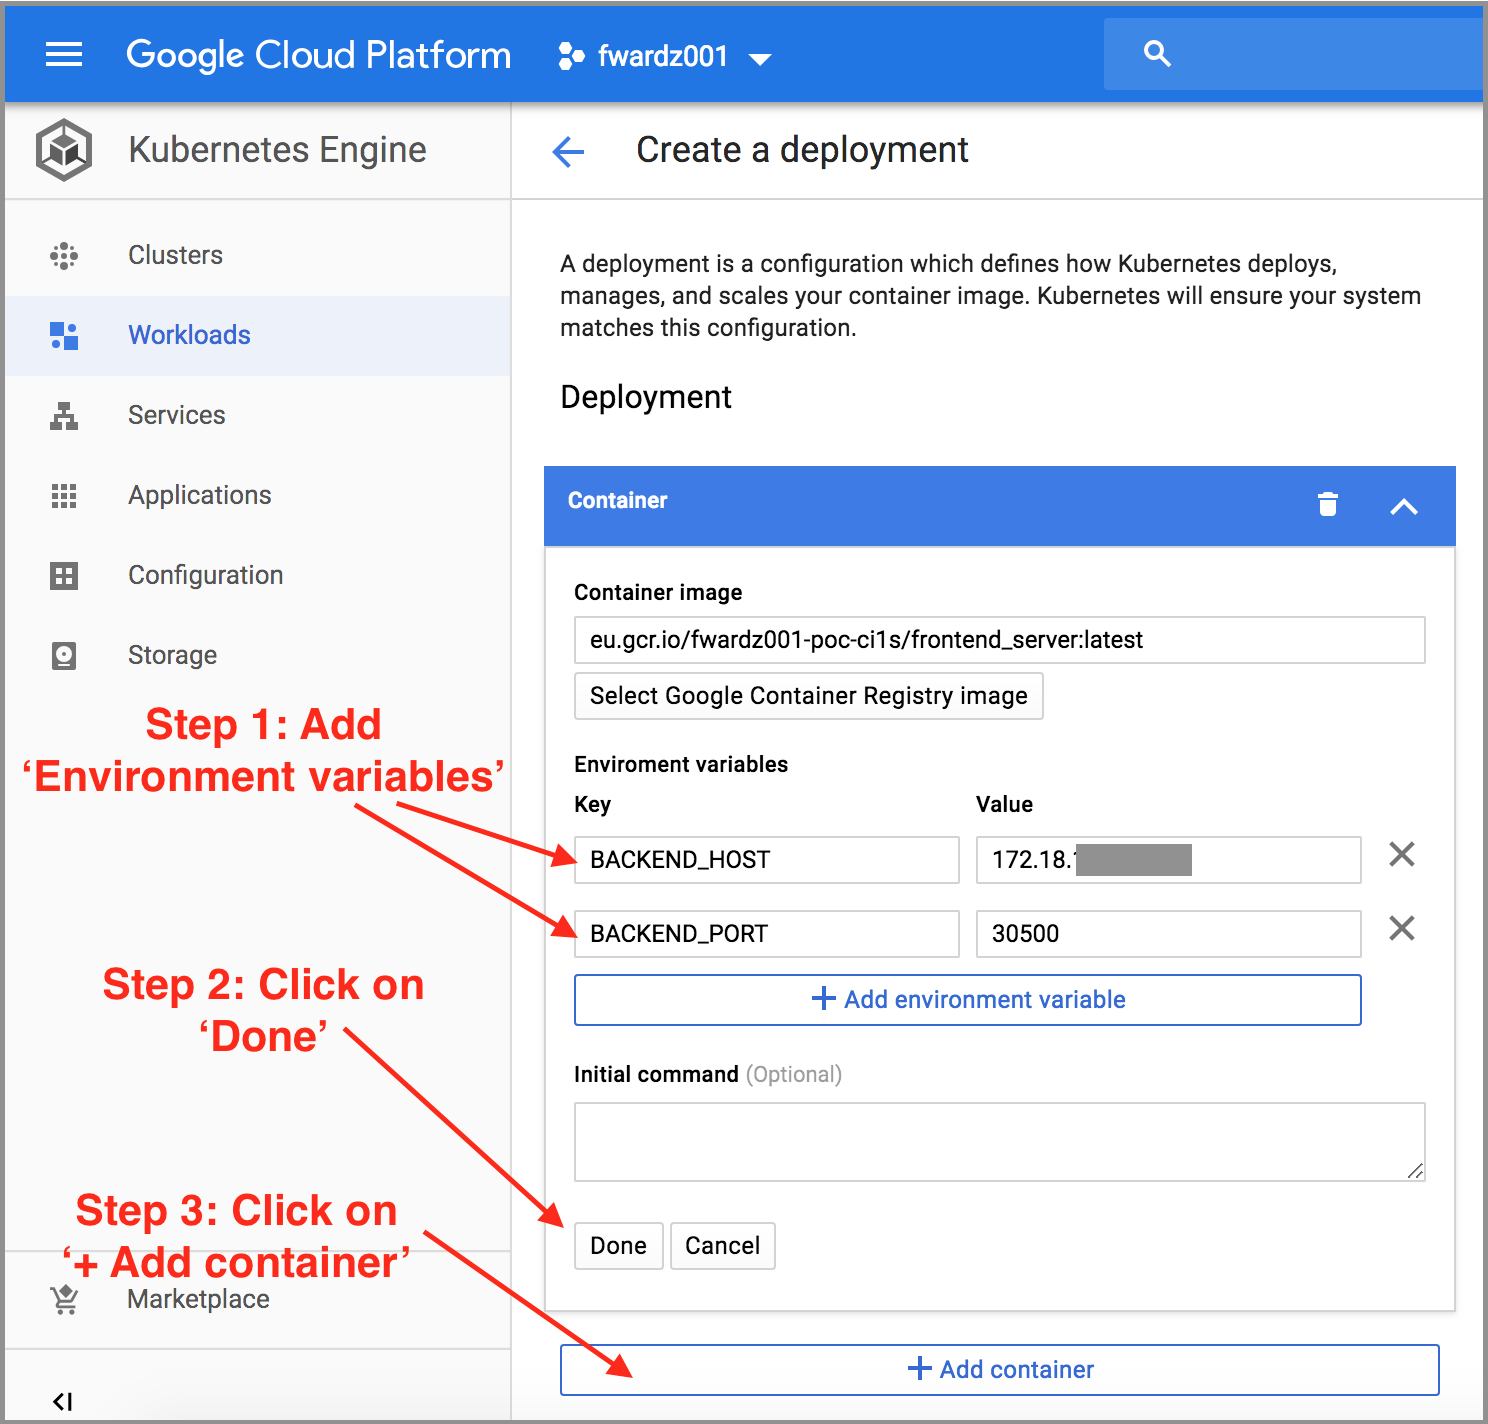 Google Cloud Platform
fwardz001
Kubernetes Engine
Create a deployment
Clusters
Workloads
Services
Applications
Configuration
Storage
Marketplace
A deployment is a configuration which defines how Kubernetes deploys,
manages, and scales your container image. Kubernetes will ensure your system
matches this configuration.
Deployment
Container
Container image
eu.gcr.io/fwardz001-poc-ci1s/frontend_server:latest
Select Google Container Registry image
Step 1: Add
‘Environment variables’
Enviroment variables
Key Value
BACKEND_HOST 172.18.
BACKEND_PORT 30500
+ Add environment variable
Step 2: Click on
‘Done’
Initial command (Optional)
Step 3: Click on
‘+ Add container’
Done Cancel
+ Add container